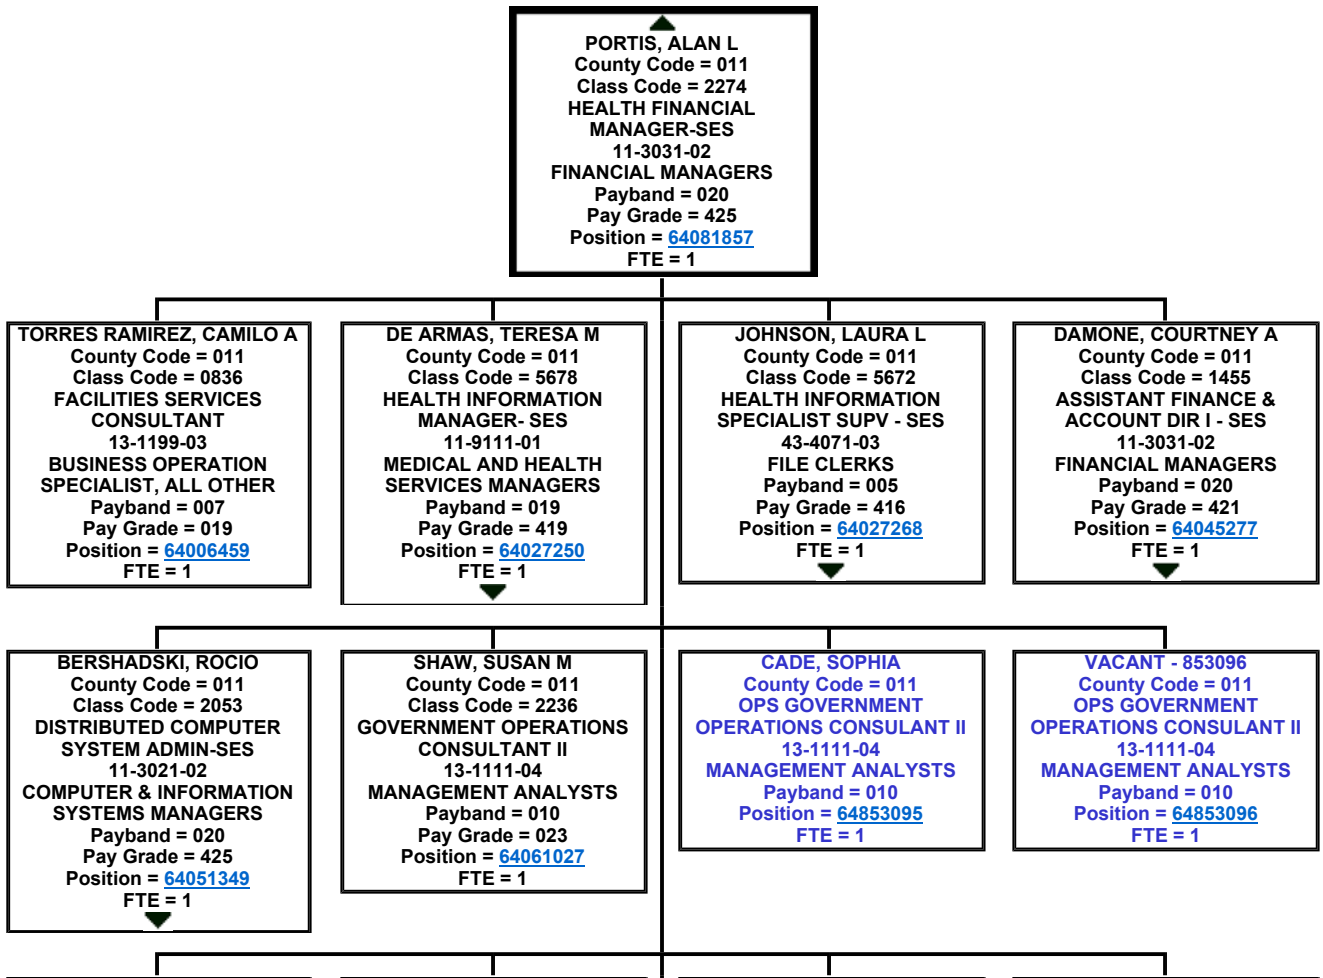 PORTIS, ALAN L
County Code = 011
Class Code = 2274
HEALTH FINANCIAL
MANAGER-SES
11-3031-02
FINANCIAL MANAGERS
Payband = 020
Pay Grade = 425
Position = 64081857
FTE = 1
TORRES RAMIREZ, CAMILO A
County Code = 011
Class Code = 0836
FACILITIES SERVICES
CONSULTANT
13-1199-03
BUSINESS OPERATION
SPECIALIST, ALL OTHER
Payband = 007
Pay Grade = 019
Position = 64006459
FTE = 1
DE ARMAS, TERESA M
County Code = 011
Class Code = 5678
HEALTH INFORMATION
MANAGER- SES
11-9111-01
MEDICAL AND HEALTH
SERVICES MANAGERS
Payband = 019
Pay Grade = 419
Position = 64027250
FTE = 1
JOHNSON, LAURA L
County Code = 011
Class Code = 5672
HEALTH INFORMATION
SPECIALIST SUPV - SES
43-4071-03
FILE CLERKS
Payband = 005
Pay Grade = 416
Position = 64027268
FTE = 1
DAMONE, COURTNEY A
County Code = 011
Class Code = 1455
ASSISTANT FINANCE &
ACCOUNT DIR I - SES
11-3031-02
FINANCIAL MANAGERS
Payband = 020
Pay Grade = 421
Position = 64045277
FTE = 1
BERSHADSKI, ROCIO
County Code = 011
Class Code = 2053
DISTRIBUTED COMPUTER
SYSTEM ADMIN-SES
11-3021-02
COMPUTER & INFORMATION
SYSTEMS MANAGERS
Payband = 020
Pay Grade = 425
Position = 64051349
FTE = 1
SHAW, SUSAN M
County Code = 011
Class Code = 2236
GOVERNMENT OPERATIONS
CONSULTANT II
13-1111-04
MANAGEMENT ANALYSTS
Payband = 010
Pay Grade = 023
Position = 64061027
FTE = 1
CADE, SOPHIA
County Code = 011
OPS GOVERNMENT
OPERATIONS CONSULANT II
13-1111-04
MANAGEMENT ANALYSTS
Payband = 010
Position = 64853095
FTE = 1
VACANT - 853096
County Code = 011
OPS GOVERNMENT
OPERATIONS CONSULANT II
13-1111-04
MANAGEMENT ANALYSTS
Payband = 010
Position = 64853096
FTE = 1